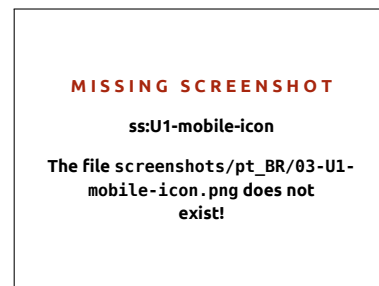 MISSING SCREENSHOT
ss:U1-mobile-icon
The file screenshots/pt_BR/03-U1-
mobile-icon.png does not
exist!